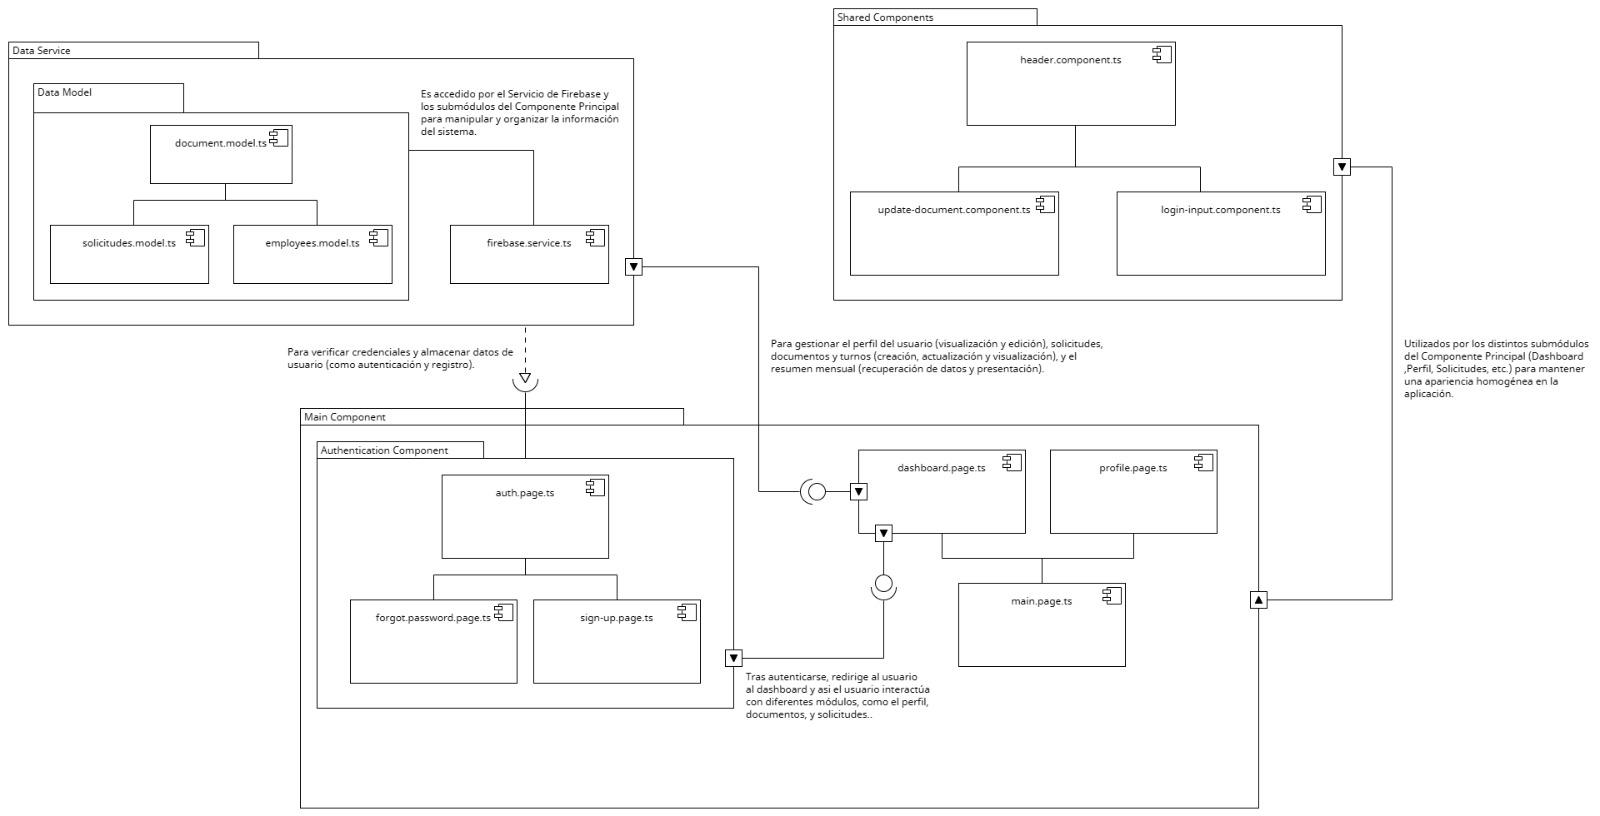 Data Service
Data Model
document.model.ts
solicitudes.model.ts
employees.model.ts
Es accedido por el Servicio de Firebase y
los submódulos del Componente Principal
para manipular y organizar la información
del sistema.
firebase.service.ts
Shared Components
header.component.ts
update-document.component.ts
login-input.component.ts
Para verificar credenciales y almacenar datos de
usuario (como autenticación y registro).
Para gestionar el perfil del usuario (visualización y edición), solicitudes,
documentos y turnos (creación, actualización y visualización), y el
resumen mensual (recuperación de datos y presentación).
Utilizados por los distintos submódulos
del Componente Principal (Dashboard
,Perfil, Solicitudes, etc.) para mantener
una apariencia homogénea en la
aplicación.
Main Component
Authentication Component
auth.page.ts
forgot.password.page.ts
sign-up.page.ts
dashboard.page.ts
profile.page.ts
main.page.ts
Tras autenticarse, redirige al usuario
al dashboard y asi el usuario interactúa
con diferentes módulos, como el perfil,
documentos, y solicitudes..